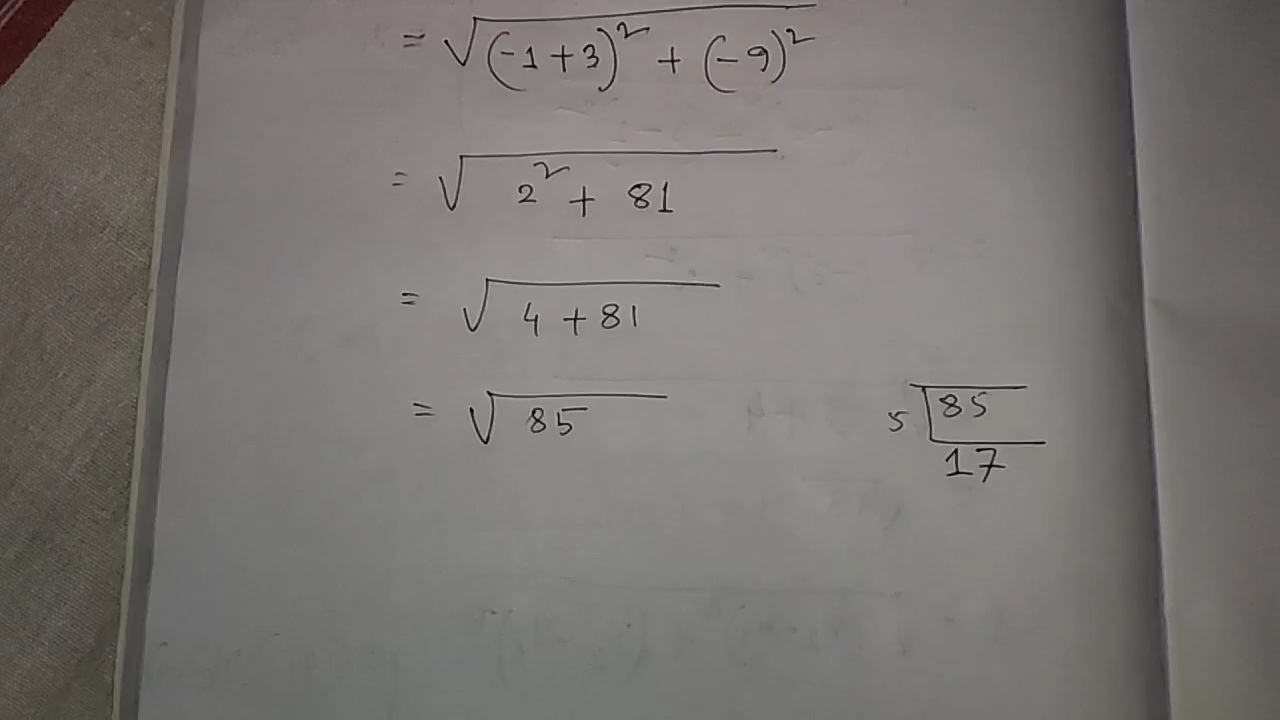 = √(-1+3)² + (-9)²
= √2² + 81
= √4 + 81
= √85
5 85
17